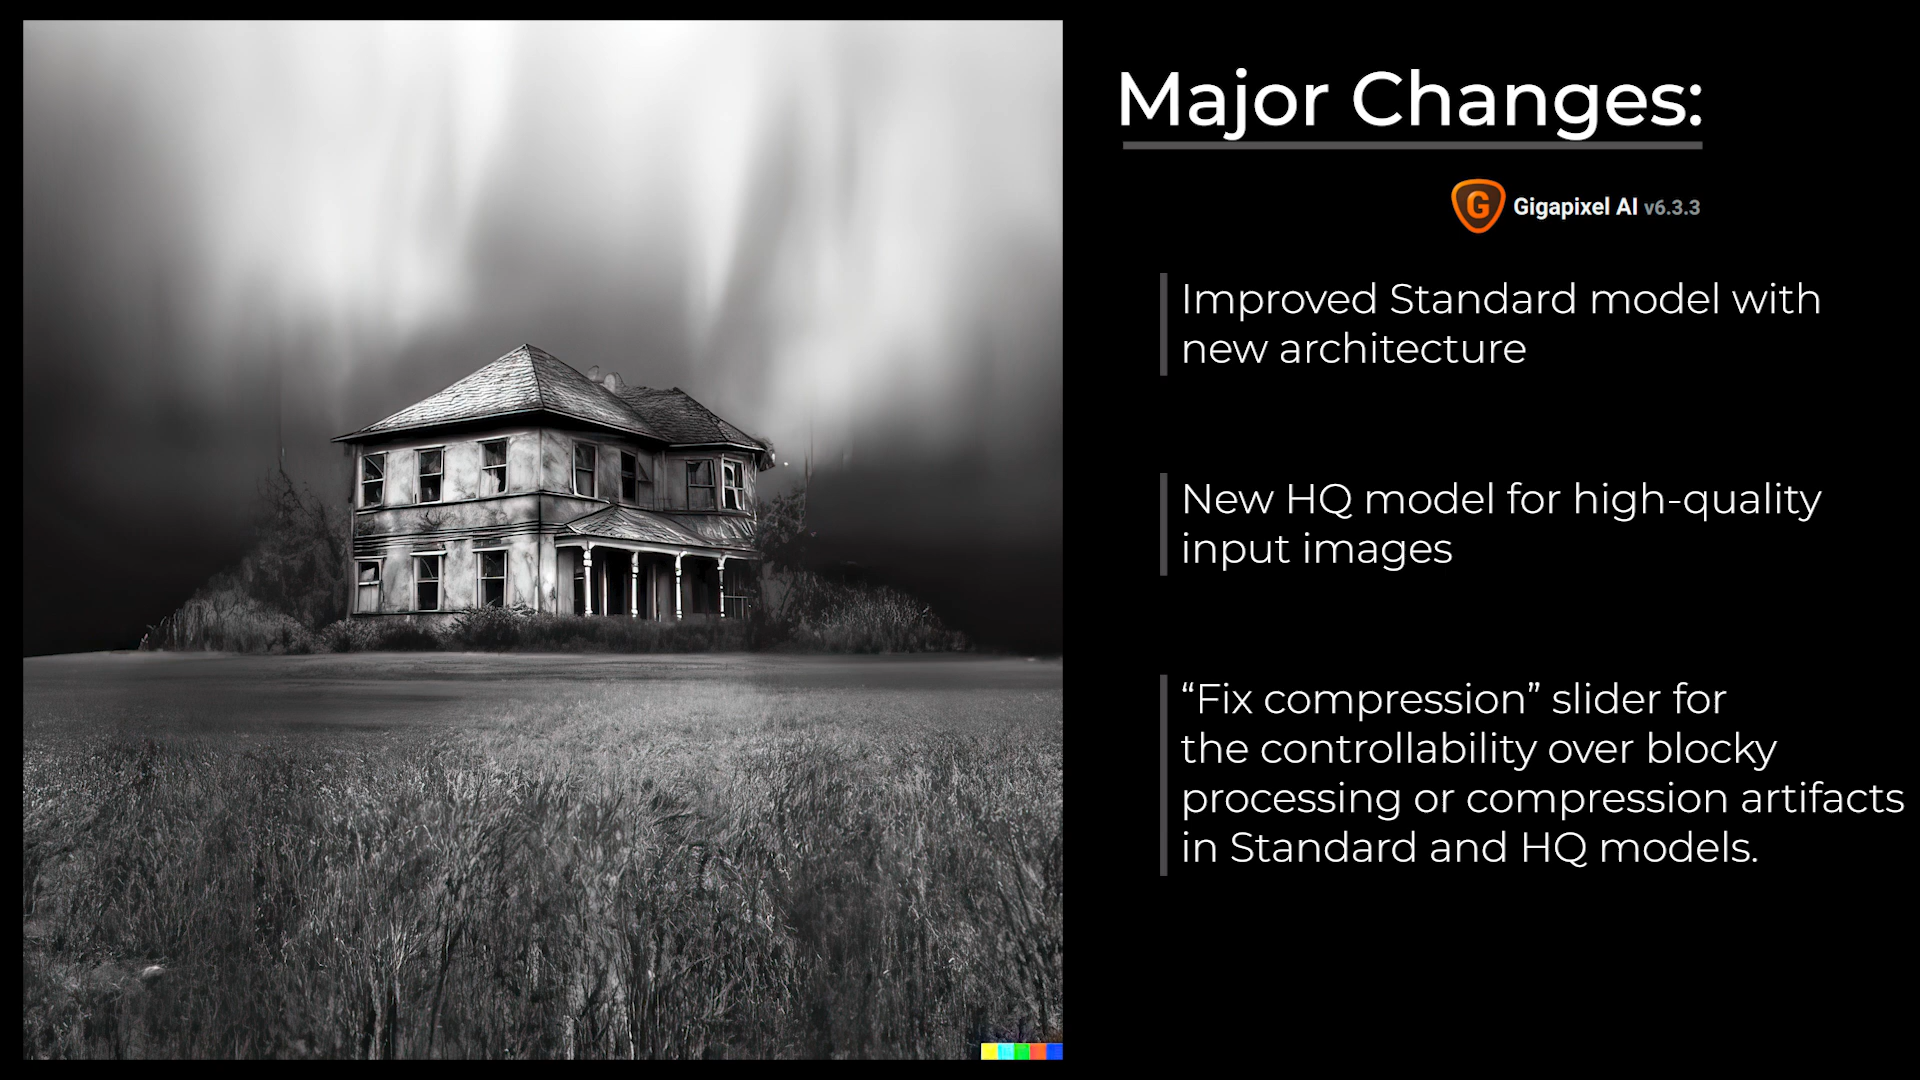 Major Changes:
G Gigapixel AI v6.3.3
Improved Standard model with
new architecture
New HQ model for high-quality
input images
“Fix compression” slider for
the controllability over blocky
processing or compression artifacts
in Standard and HQ models.